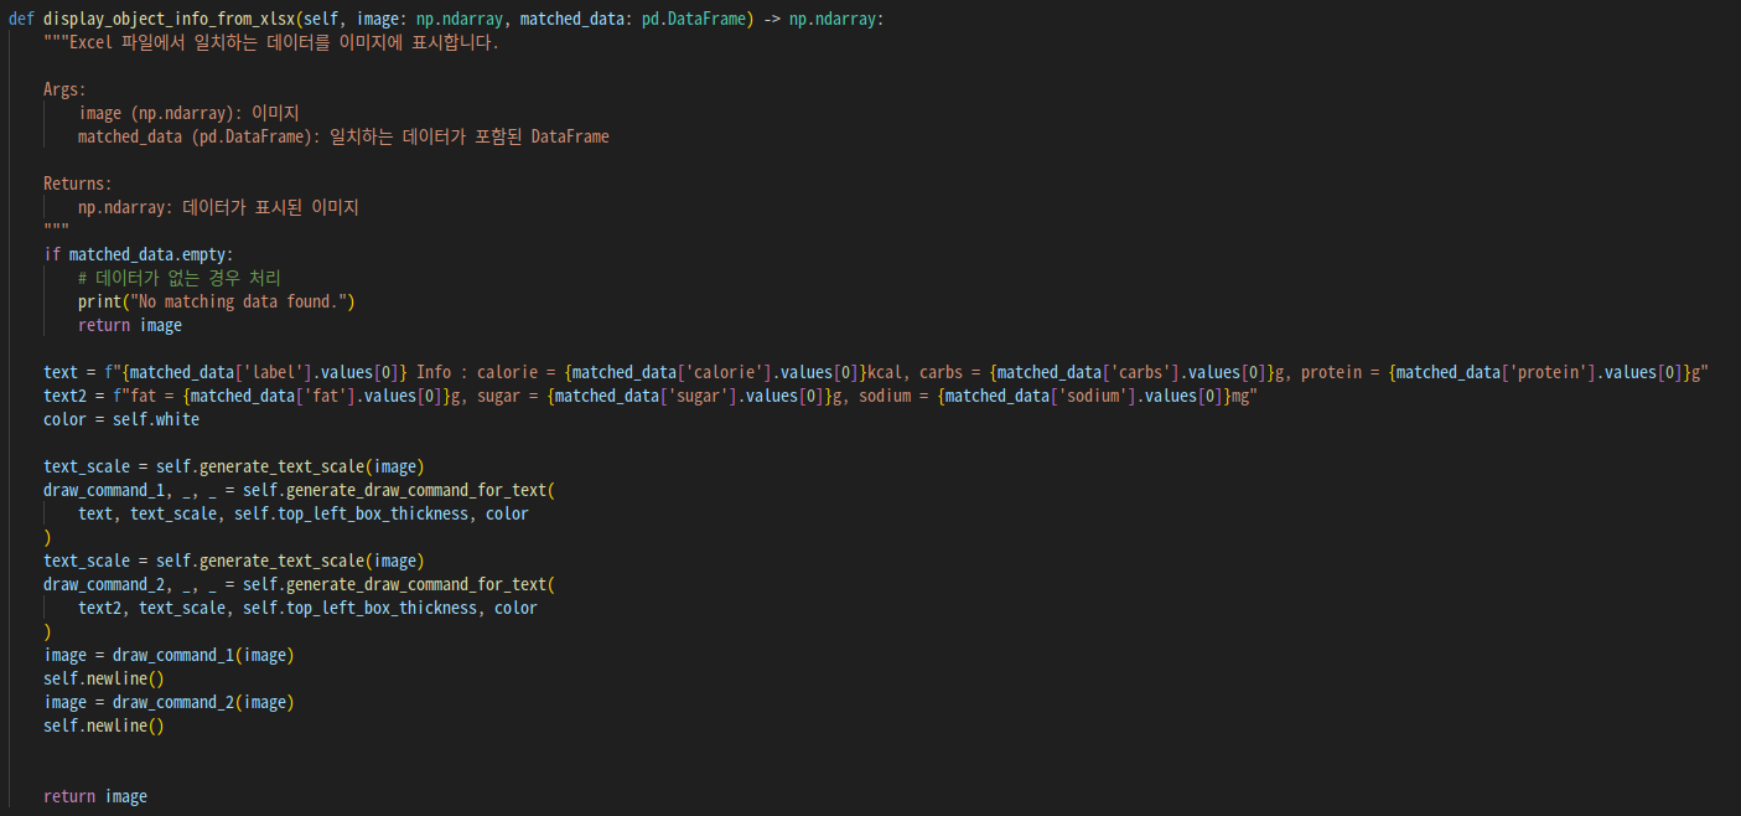 def display_object_info_from_xlsx(self, image: np.ndarray, matched_data: pd.DataFrame) -> np.ndarray:
    """Excel 파일에서 일치하는 데이터를 이미지에 표시합니다.

    Args:
        image (np.ndarray): 이미지
        matched_data (pd.DataFrame): 일치하는 데이터가 포함된 DataFrame

    Returns:
        np.ndarray: 데이터가 표시된 이미지
    """
    if matched_data.empty:
        # 데이터가 없는 경우 처리
        print("No matching data found.")
        return image

    text = f"{matched_data['label'].values[0]} Info : calorie = {matched_data['calorie'].values[0]}kcal, carbs = {matched_data['carbs'].values[0]}g, protein = {matched_data['protein'].values[0]}g"
    text2 = f"fat = {matched_data['fat'].values[0]}g, sugar = {matched_data['sugar'].values[0]}g, sodium = {matched_data['sodium'].values[0]}mg"
    color = self.white

    text_scale = self.generate_text_scale(image)
    draw_command_1, _, _ = self.generate_draw_command_for_text(
        text, text_scale, self.top_left_box_thickness, color
    )
    text_scale = self.generate_text_scale(image)
    draw_command_2, _, _ = self.generate_draw_command_for_text(
        text2, text_scale, self.top_left_box_thickness, color
    )
    image = draw_command_1(image)
    self.newline()
    image = draw_command_2(image)
    self.newline()


    return image